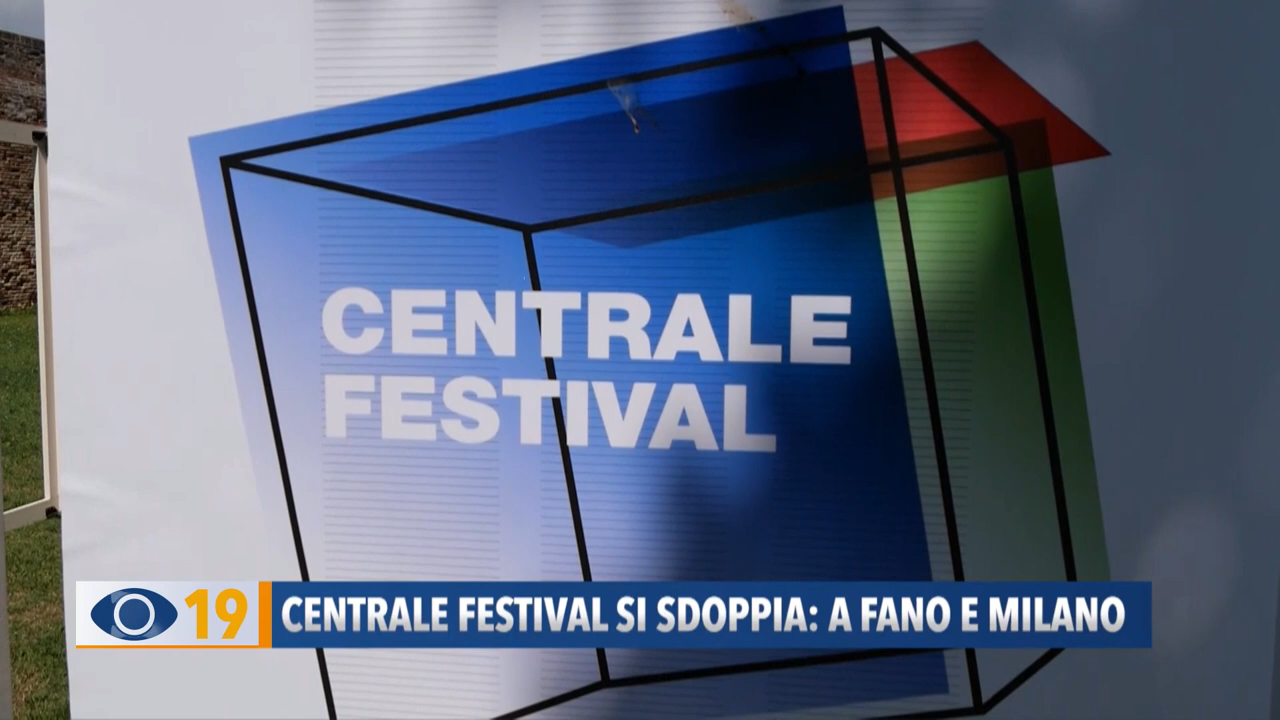 CENTRALE
FESTIVAL
19
CENTRALE FESTIVAL SI SDOPPIA: A FANO E MILANO